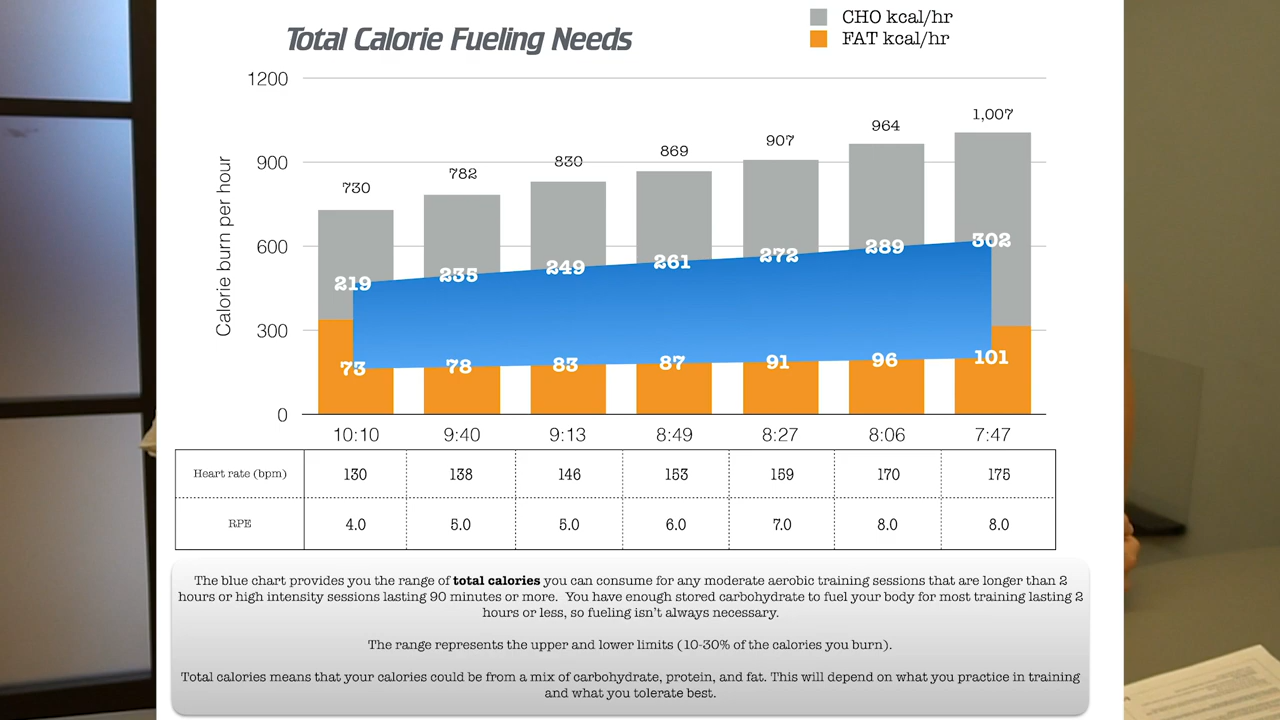 CHO kcal/hr
FAT kcal/hr
Total Calorie Fueling Needs
Calorie burn per hour
1200
900
600
300
0
730
782
830
869
907
964
1,007
219
235
249
261
272
289
302
73
78
83
87
91
96
101
10:10
9:40
9:13
8:49
8:27
8:06
7:47
Heart rate (bpm) 130 138 146 153 159 170 175
RPE 4.0 5.0 5.0 6.0 7.0 8.0 8.0
The blue chart provides you the range of total calories you can consume for any moderate aerobic training sessions that are longer than 2
hours or high intensity sessions lasting 90 minutes or more. You have enough stored carbohydrate to fuel your body for most training lasting 2
hours or less, so fueling isn't always necessary.
The range represents the upper and lower limits (10-30% of the calories you burn).
Total calories means that your calories could be from a mix of carbohydrate, protein, and fat. This will depend on what you practice in training
and what you tolerate best.